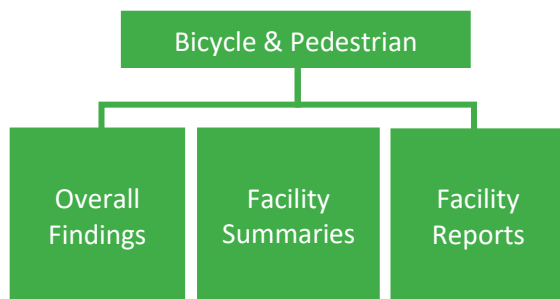 Bicycle & Pedestrian
Overall
Findings
Facility
Summaries
Facility
Reports